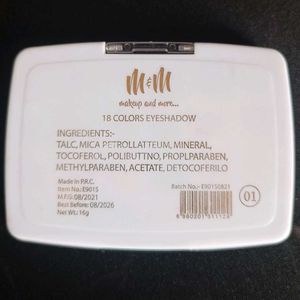 M&M
makeup and more...
18 COLORS EYESHADOW
INGREDIENTS:-
TALC, MICA PETROLLATTEUM, MINERAL,
TOCOFEROL, POLIBUTTNO, PROPLPARABEN,
METHYLPARABEN, ACETATE, DETOCOFERILO
Made in P.R.C.
Item No.: E9015
M.F.G: 08/2021
Best Before: 08/2026
Net Wt: 16g
Batch No:- E90150821
01